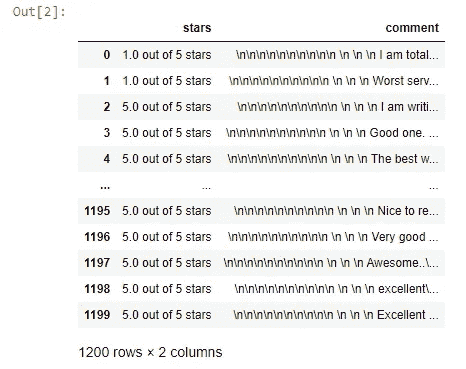 Out[2]:
stars comment
0 1.0 out of 5 stars \n\n\n\n\n\n\n\n\n\n \n \n \n I am total...
1 1.0 out of 5 stars \n\n\n\n\n\n\n\n\n\n \n \n \n Worst serv...
2 5.0 out of 5 stars \n\n\n\n\n\n\n\n\n\n \n \n \n I am writi...
3 5.0 out of 5 stars \n\n\n\n\n\n\n\n\n\n \n \n \n Good one. ...
4 5.0 out of 5 stars \n\n\n\n\n\n\n\n\n\n \n \n \n The best w...
... ... ...
1195 5.0 out of 5 stars \n\n\n\n\n\n\n\n\n\n \n \n \n Nice to re...
1196 5.0 out of 5 stars \n\n\n\n\n\n\n\n\n\n \n \n \n Very good ...
1197 5.0 out of 5 stars \n\n\n\n\n\n\n\n\n\n \n \n \n Awesome..\...
1198 5.0 out of 5 stars \n\n\n\n\n\n\n\n\n\n \n \n \n excellent\...
1199 5.0 out of 5 stars \n\n\n\n\n\n\n\n\n\n \n \n \n Excellent ...
1200 rows × 2 columns